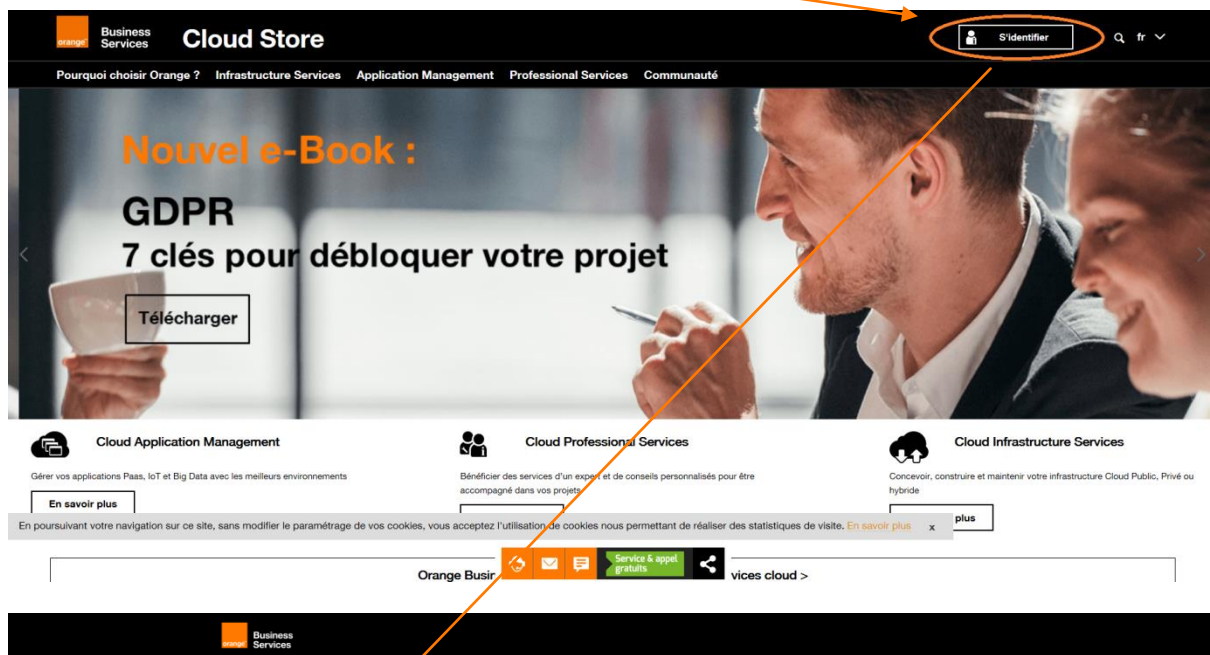 orange
Business
Services
Cloud Store
S'identifier
fr
Pourquoi choisir Orange ? Infrastructure Services Application Management Professional Services Communauté
Nouvel e-Book :
GDPR
7 clés pour débloquer votre projet
Télécharger
Cloud Application Management
Gérer vos applications Paas, IoT et Big Data avec les meilleurs environnements
En savoir plus
Cloud Professional Services
Bénéficier des services d'un expert et de conseils personnalisés pour être
accompagné dans vos projets
Cloud Infrastructure Services
Concevoir, construire et maintenir votre infrastructure Cloud Public, Privé ou
hybride
plus
En poursuivant votre navigation sur ce site, sans modifier le paramétrage de vos cookies, vous acceptez l'utilisation de cookies nous permettant de réaliser des statistiques de visite. En savoir plus x
Orange Busir
Service & appel
gratuits
vices cloud >
orange
Business
Services